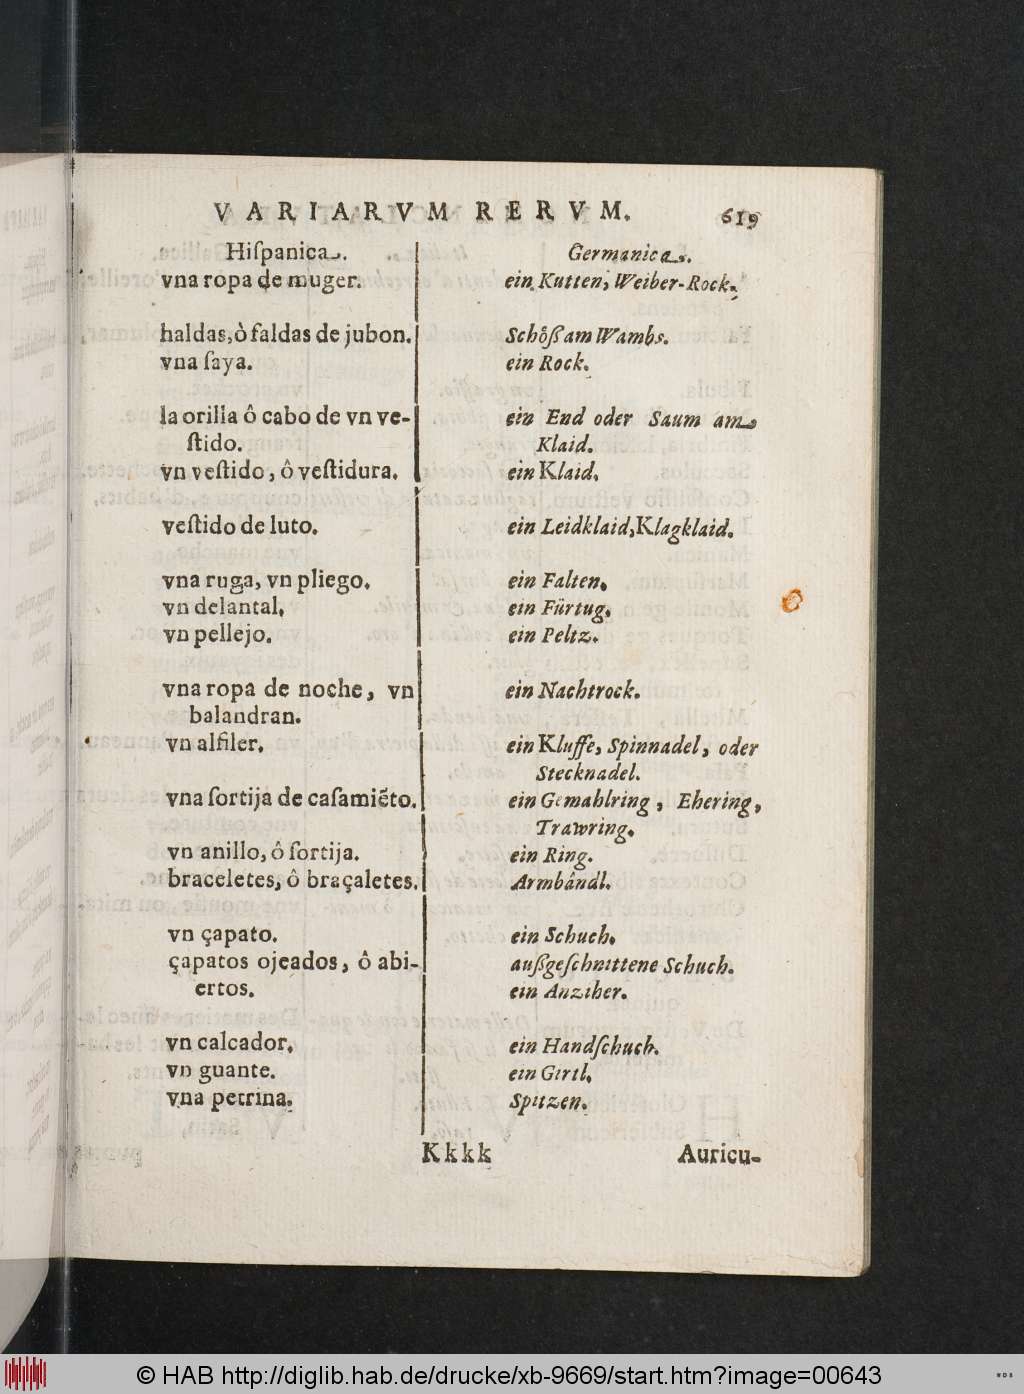 VARIARVM RERVM. 619
Hiſpanica. Germanica.
vna ropa de muger. ein Kutten, Weiber-Rock.
haldas, ò faldas de jubon. Schöß am Wambs.
vna ſaya. ein Rock.
la orilla ô cabo de vn ve- ein End oder Saum am
ſtido. Klaid.
vn veſtido, ô veſtidura. ein Klaid.
veſtido de luto. ein Leidklaid, Klagklaid.
vna ruga, vn pliego. ein Falten.
vn delantal. ein Fürtug.
vn pellejo. ein Peltz.
vna ropa de noche, vn ein Nachtrock.
balandran.
vn alfiler. ein Kluffe, Spinnadel, oder
Stecknadel.
vna ſortija de caſamiẽto. ein Gemahlring, Ehering,
Trawring.
vn anillo, ô ſortija. ein Ring.
braceletes, ô braçaletes. Armbândl.
vn çapato. ein Schuch.
çapatos ojeados, ô abi- außgeſchnittene Schuch.
ertos. ein Anziher.
vn calcador. ein Handſchuch.
vn guante. ein Girtl.
vna petrina. Spitzen.
Kkkk Auricu-
© HAB http://diglib.hab.de/drucke/xb-9669/start.htm?image=00643